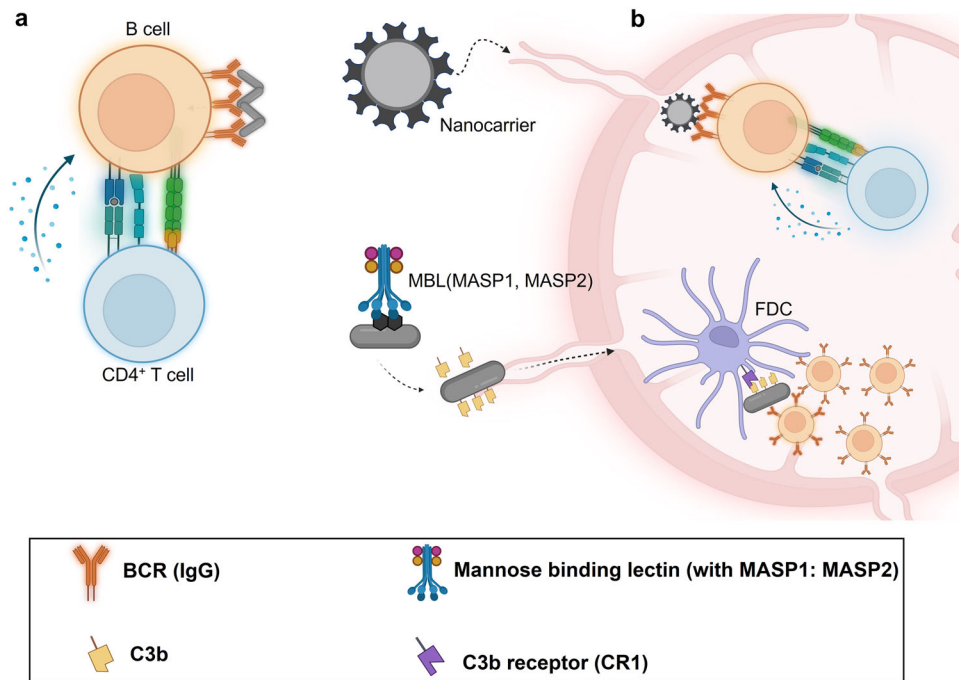 a
B cell
CD4⁺ T cell
Nanocarrier
MBL(MASP1, MASP2)
b
FDC
BCR (IgG)
Mannose binding lectin (with MASP1: MASP2)
C3b
C3b receptor (CR1)